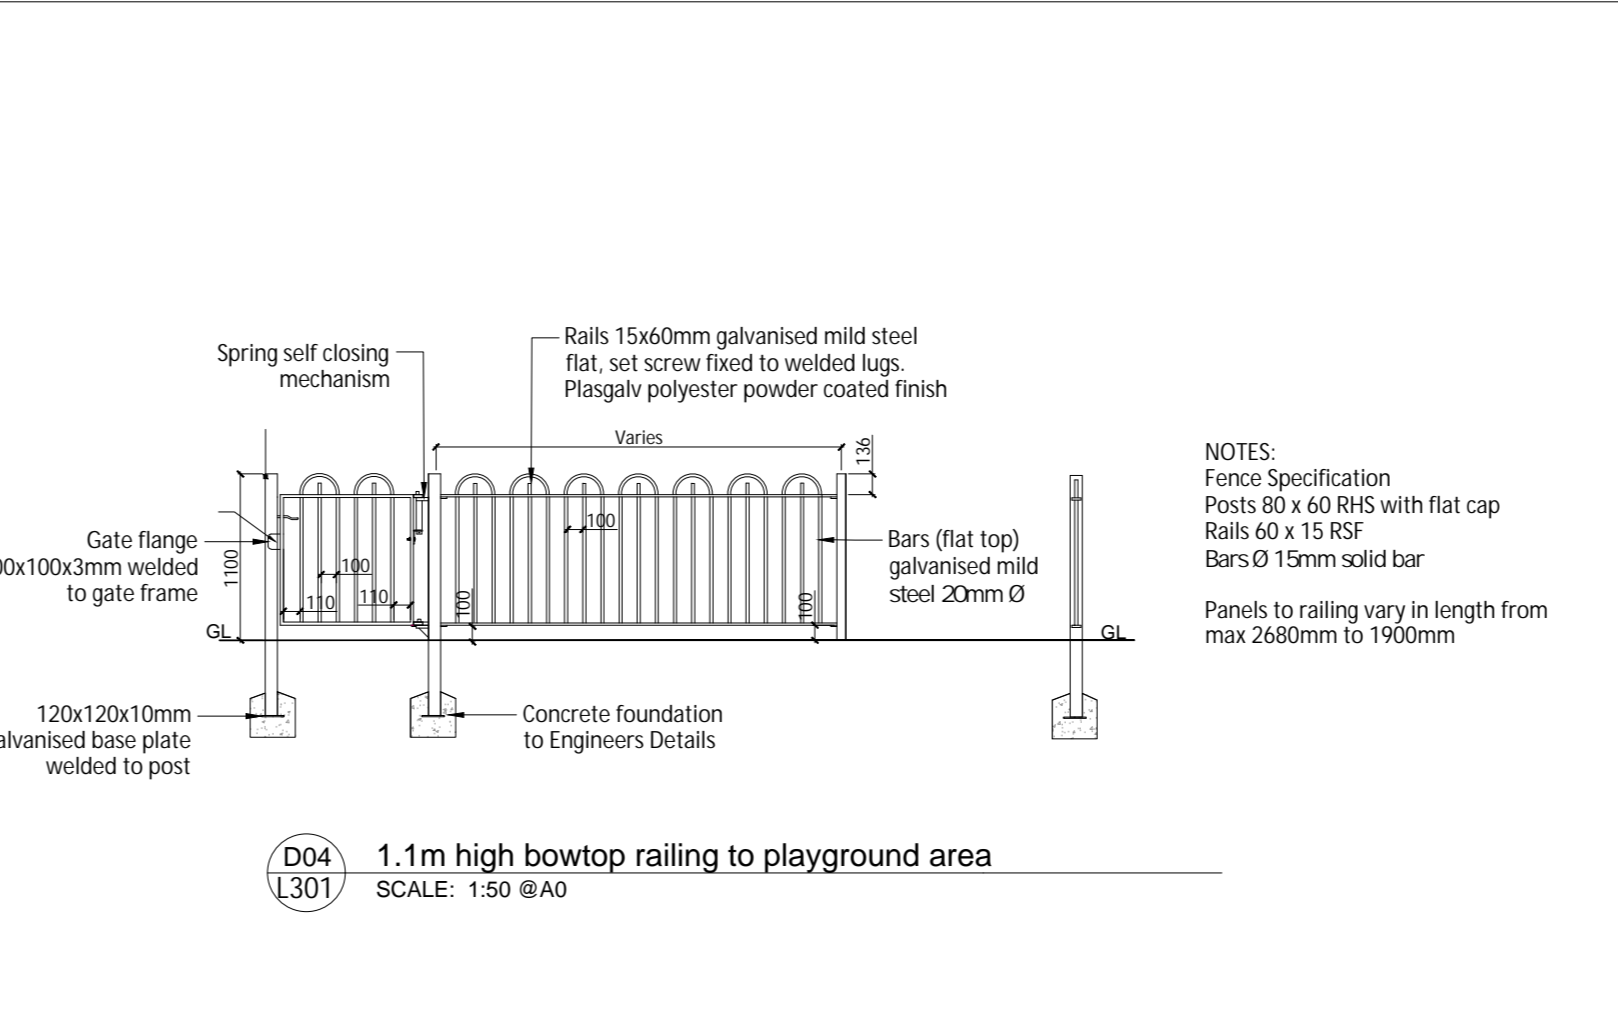 Spring self closing
mechanism
Rails 15x60mm galvanised mild steel
flat, set screw fixed to welded lugs.
Plasgalv polyester powder coated finish
Varies
136
NOTES:
Fence Specification
Posts 80 x 60 RHS with flat cap
Rails 60 x 15 RSF
Bars Ø 15mm solid bar
Panels to railing vary in length from
max 2680mm to 1900mm
Gate flange
welded
to gate frame
1100
100
110
110
100
100
100
Bars (flat top)
galvanised mild
steel 20mm Ø
GL
GL
120x120x10mm
base plate
welded to post
Concrete foundation
to Engineers Details
D04
L301
1.1m high bowtop railing to playground area
SCALE: 1:50 @A0